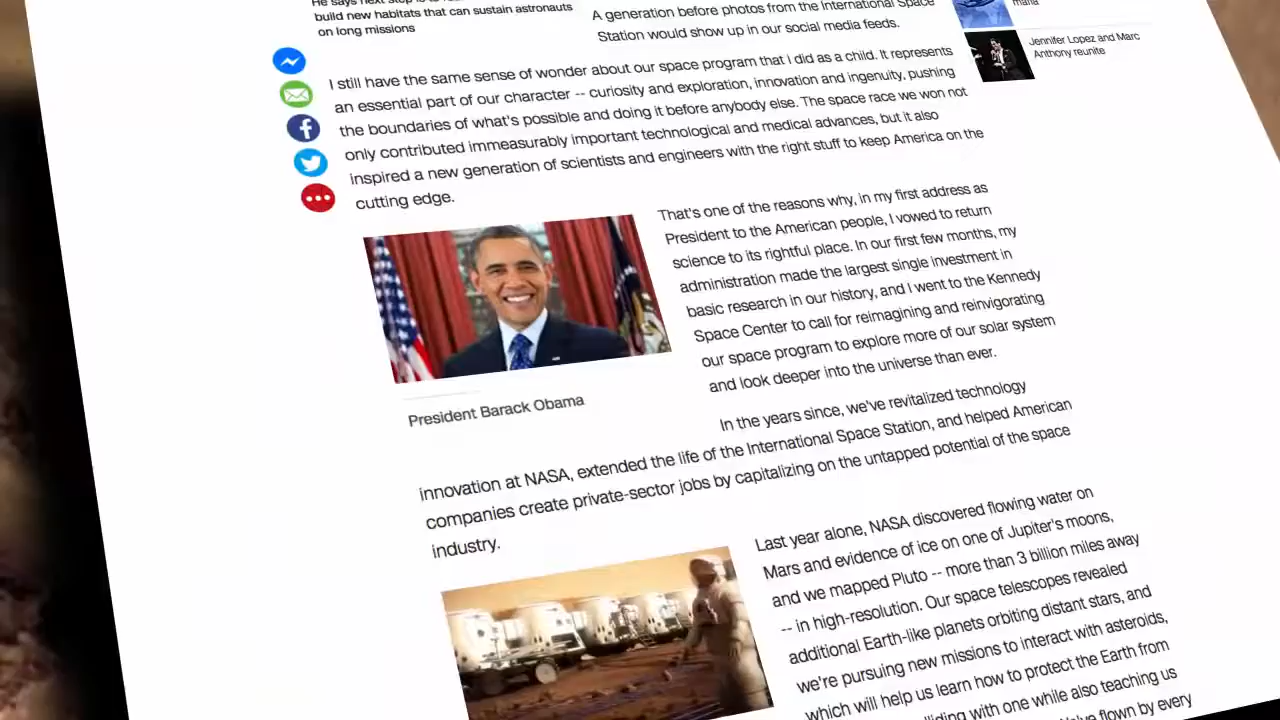 build new habitats that can sustain astronauts
on long missions
A generation before photos from the International Space
Station would show up in our social media feeds.
mafia
Jennifer Lopez and Marc
Anthony reunite
I still have the same sense of wonder about our space program that I did as a child. It represents
an essential part of our character -- curiosity and exploration, innovation and ingenuity, pushing
the boundaries of what's possible and doing it before anybody else. The space race we won not
only contributed immeasurably important technological and medical advances, but it also
inspired a new generation of scientists and engineers with the right stuff to keep America on the
cutting edge.
That's one of the reasons why, in my first address as
President to the American people, I vowed to return
science to its rightful place. In our first few months, my
administration made the largest single investment in
basic research in our history, and I went to the Kennedy
Space Center to call for reimagining and reinvigorating
our space program to explore more of our solar system
and look deeper into the universe than ever.
President Barack Obama
In the years since, we've revitalized technology
innovation at NASA, extended the life of the International Space Station, and helped American
companies create private-sector jobs by capitalizing on the untapped potential of the space
industry.
Last year alone, NASA discovered flowing water on
Mars and evidence of ice on one of Jupiter's moons,
and we mapped Pluto -- more than 3 billion miles away
-- in high-resolution. Our space telescopes revealed
additional Earth-like planets orbiting distant stars, and
we're pursuing new missions to interact with asteroids,
which will help us learn how to protect the Earth from
with one while also teaching us
flown by every